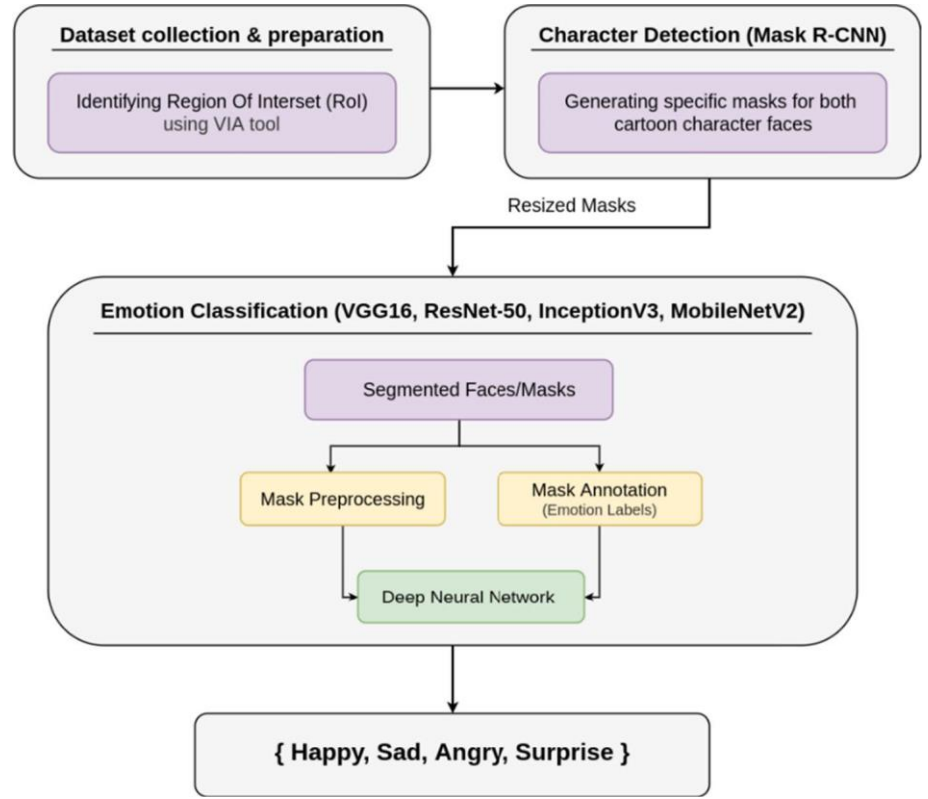 Dataset collection & preparation
Identifying Region Of Interset (RoI)
using VIA tool
Character Detection (Mask R-CNN)
Generating specific masks for both
cartoon character faces
Resized Masks
Emotion Classification (VGG16, ResNet-50, InceptionV3, MobileNetV2)
Segmented Faces/Masks
Mask Preprocessing
Mask Annotation
(Emotion Labels)
Deep Neural Network
{ Happy, Sad, Angry, Surprise }